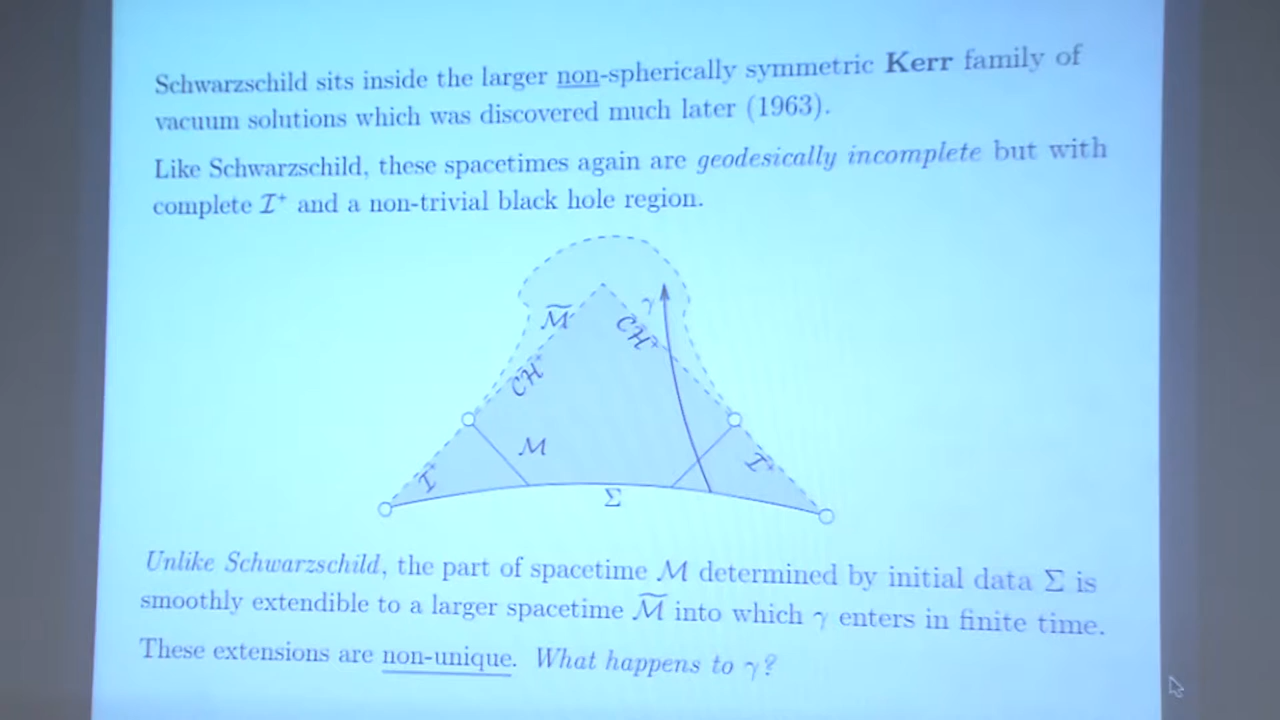 Schwarzschild sits inside the larger non-spherically symmetric Kerr family of
vacuum solutions which was discovered much later (1963).
Like Schwarzschild, these spacetimes again are geodesically incomplete but with
complete I⁺ and a non-trivial black hole region.
γ
M̃
CH⁺
CH⁺
M
I⁺
I⁺
Σ
Unlike Schwarzschild, the part of spacetime M determined by initial data Σ is
smoothly extendible to a larger spacetime M̃ into which γ enters in finite time.
These extensions are non-unique. What happens to γ?